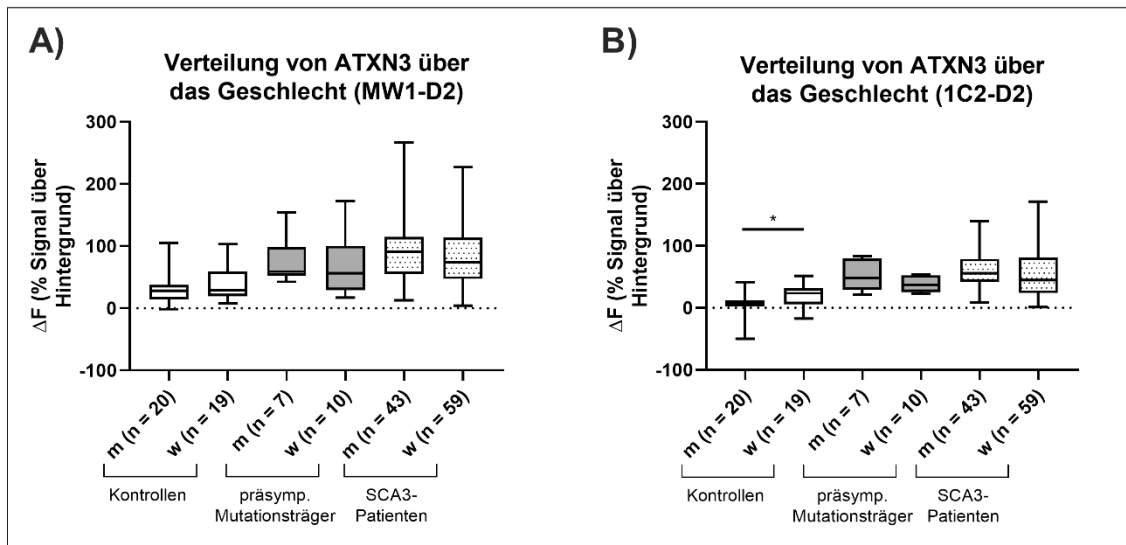 A)
Verteilung von ATXN3 über
das Geschlecht (MW1-D2)
ΔF (% Signal über
Hintergrund)
300
200
100
0
-100
m (n = 20)
w (n = 19)
m (n = 7)
w (n = 10)
m (n = 43)
w (n = 59)
Kontrollen
präsymp.
Mutationsträger
SCA3-
Patienten
B)
Verteilung von ATXN3 über
das Geschlecht (1C2-D2)
ΔF (% Signal über
Hintergrund)
300
200
100
0
-100
*
m (n = 20)
w (n = 19)
m (n = 7)
w (n = 10)
m (n = 43)
w (n = 59)
Kontrollen
präsymp.
Mutationsträger
SCA3-
Patienten